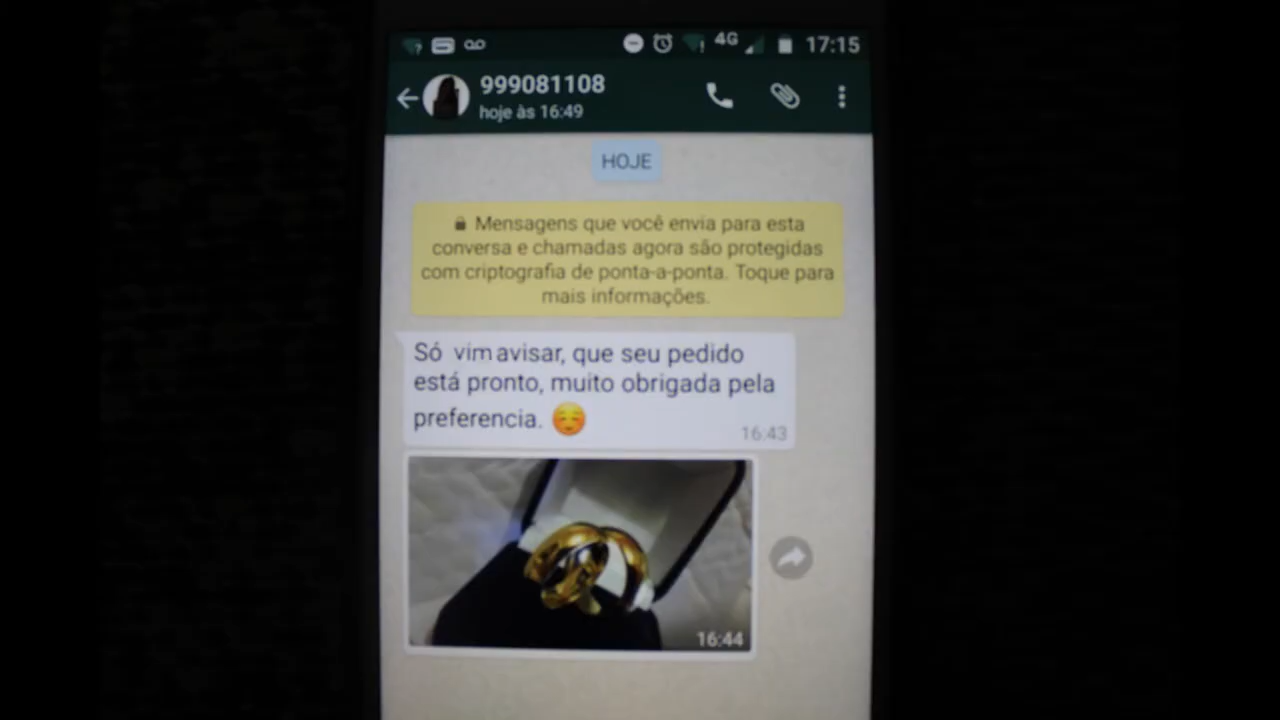 4G 17:15
999081108
hoje às 16:49
HOJE
Mensagens que você envia para esta
conversa e chamadas agora são protegidas
com criptografia de ponta-a-ponta. Toque para
mais informações.
Só vim avisar, que seu pedido
está pronto, muito obrigada pela
preferencia.
16:43
16:44